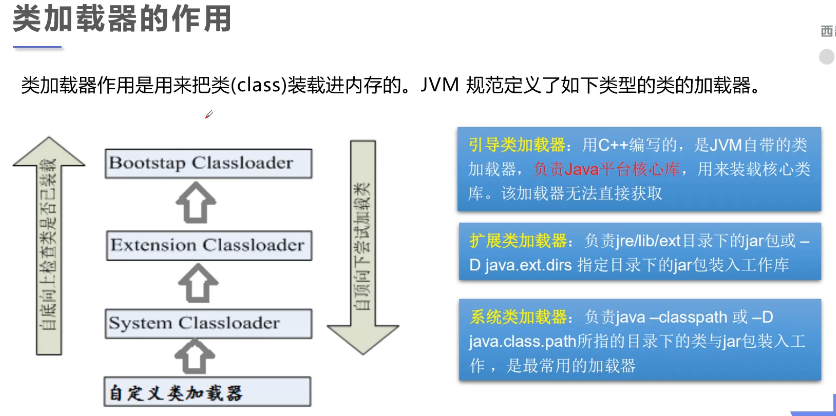 类加载器的作用
西
类加载器作用是用来把类(class)装载进内存的。JVM 规范定义了如下类型的类的加载器。
自底向上检查类是否已装载
Bootstap Classloader
Extension Classloader
System Classloader
自定义类加载器
自顶向下尝试加载类
引导类加载器：用C++编写的，是JVM自带的类
加载器，负责Java平台核心库，用来装载核心类
库。该加载器无法直接获取
扩展类加载器：负责jre/lib/ext目录下的jar包或 –
D java.ext.dirs 指定目录下的jar包装入工作库
系统类加载器：负责java –classpath 或 –D
java.class.path所指的目录下的类与jar包装入工
作 ，是最常用的加载器